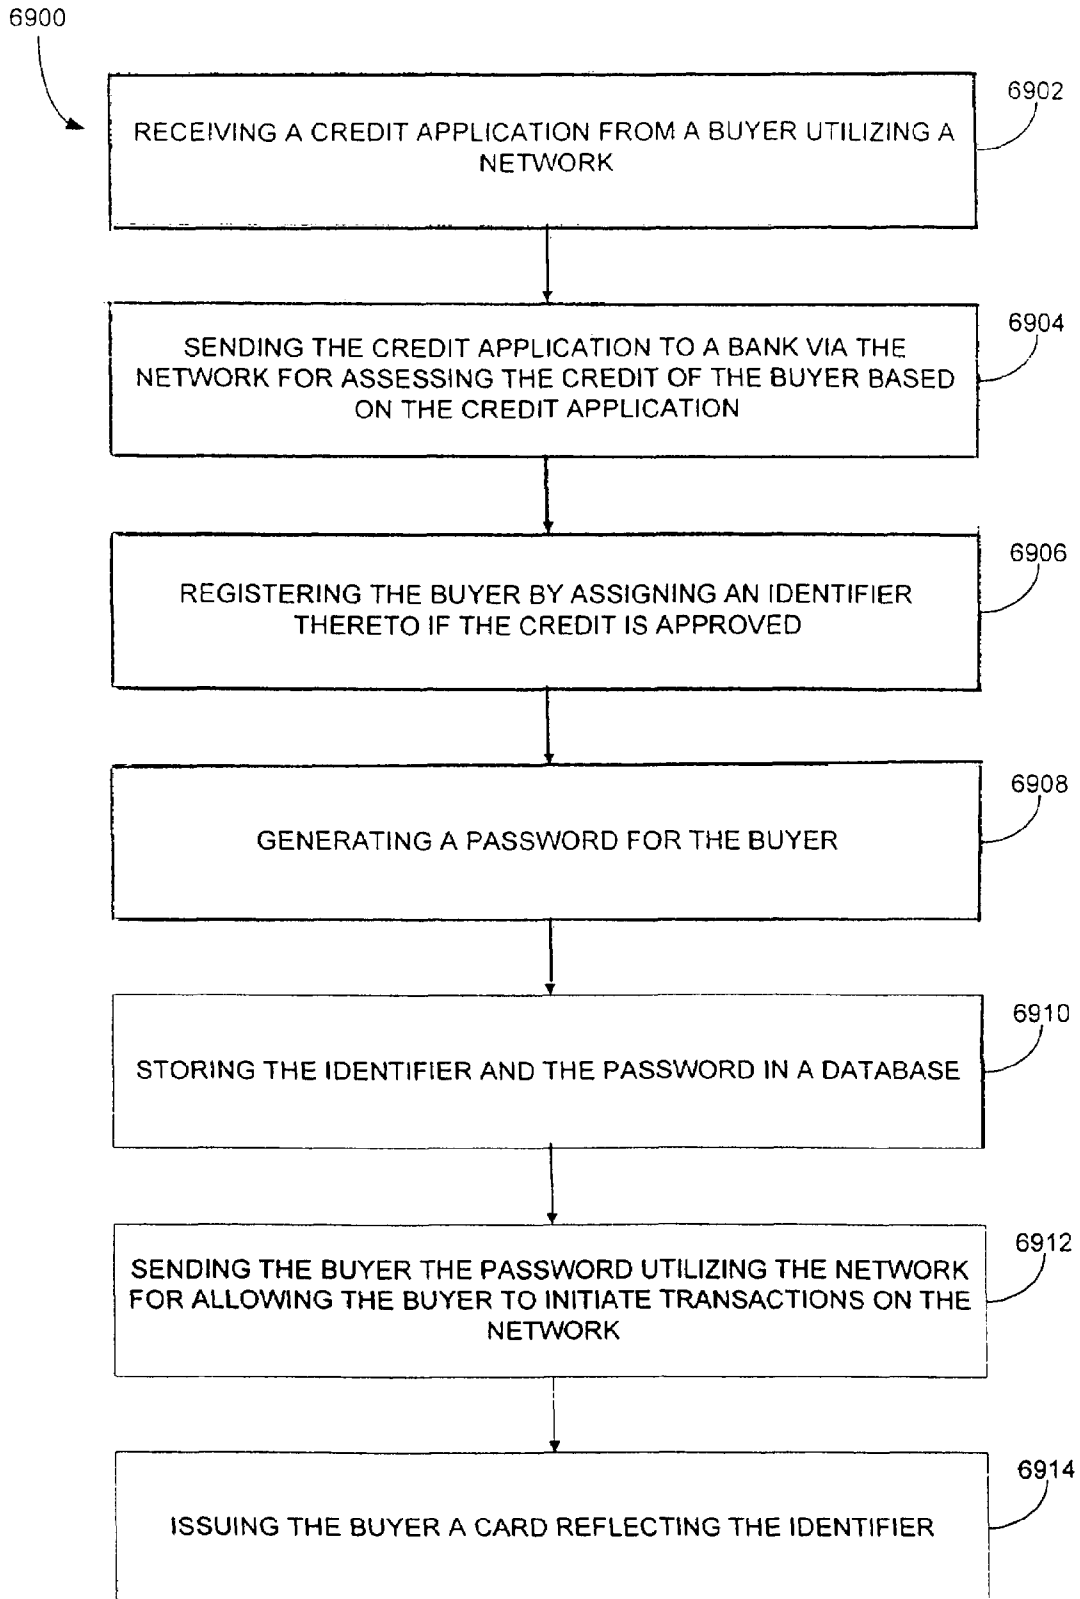 6900
6902
RECEIVING A CREDIT APPLICATION FROM A BUYER UTILIZING A
NETWORK
6904
SENDING THE CREDIT APPLICATION TO A BANK VIA THE
NETWORK FOR ASSESSING THE CREDIT OF THE BUYER BASED
ON THE CREDIT APPLICATION
6906
REGISTERING THE BUYER BY ASSIGNING AN IDENTIFIER
THERETO IF THE CREDIT IS APPROVED
6908
GENERATING A PASSWORD FOR THE BUYER
6910
STORING THE IDENTIFIER AND THE PASSWORD IN A DATABASE
6912
SENDING THE BUYER THE PASSWORD UTILIZING THE NETWORK
FOR ALLOWING THE BUYER TO INITIATE TRANSACTIONS ON THE
NETWORK
6914
ISSUING THE BUYER A CARD REFLECTING THE IDENTIFIER